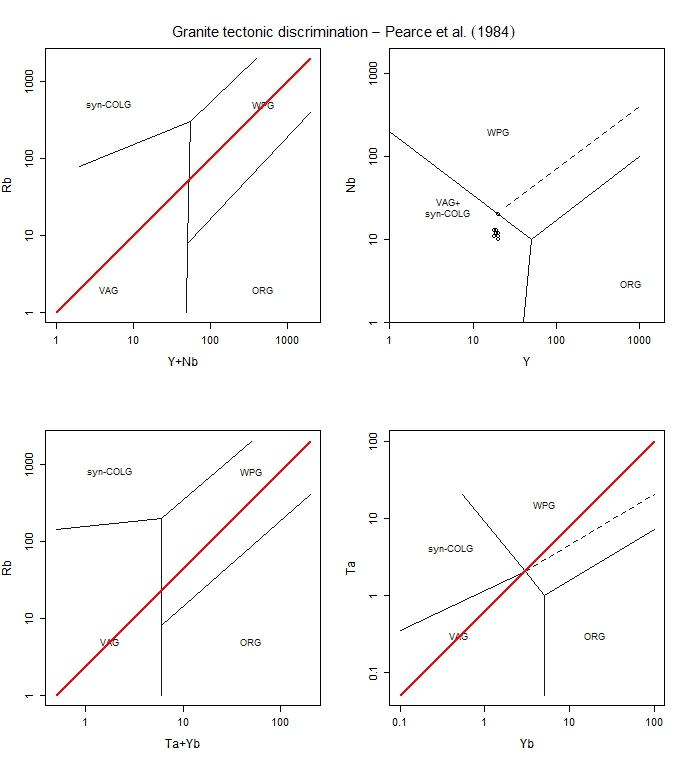 Granite tectonic discrimination − Pearce et al. (1984)
1000
100
10
1
Rb
syn-COLG
WPG
VAG
ORG
1
10
100
1000
Y+Nb
1000
100
10
1
Nb
WPG
VAG+
syn-COLG
ORG
1
10
100
1000
Y
1000
100
10
1
Rb
syn-COLG
WPG
VAG
ORG
1
10
100
Ta+Yb
100
10
1
0.1
Ta
WPG
syn-COLG
VAG
ORG
0.1
1
10
100
Yb